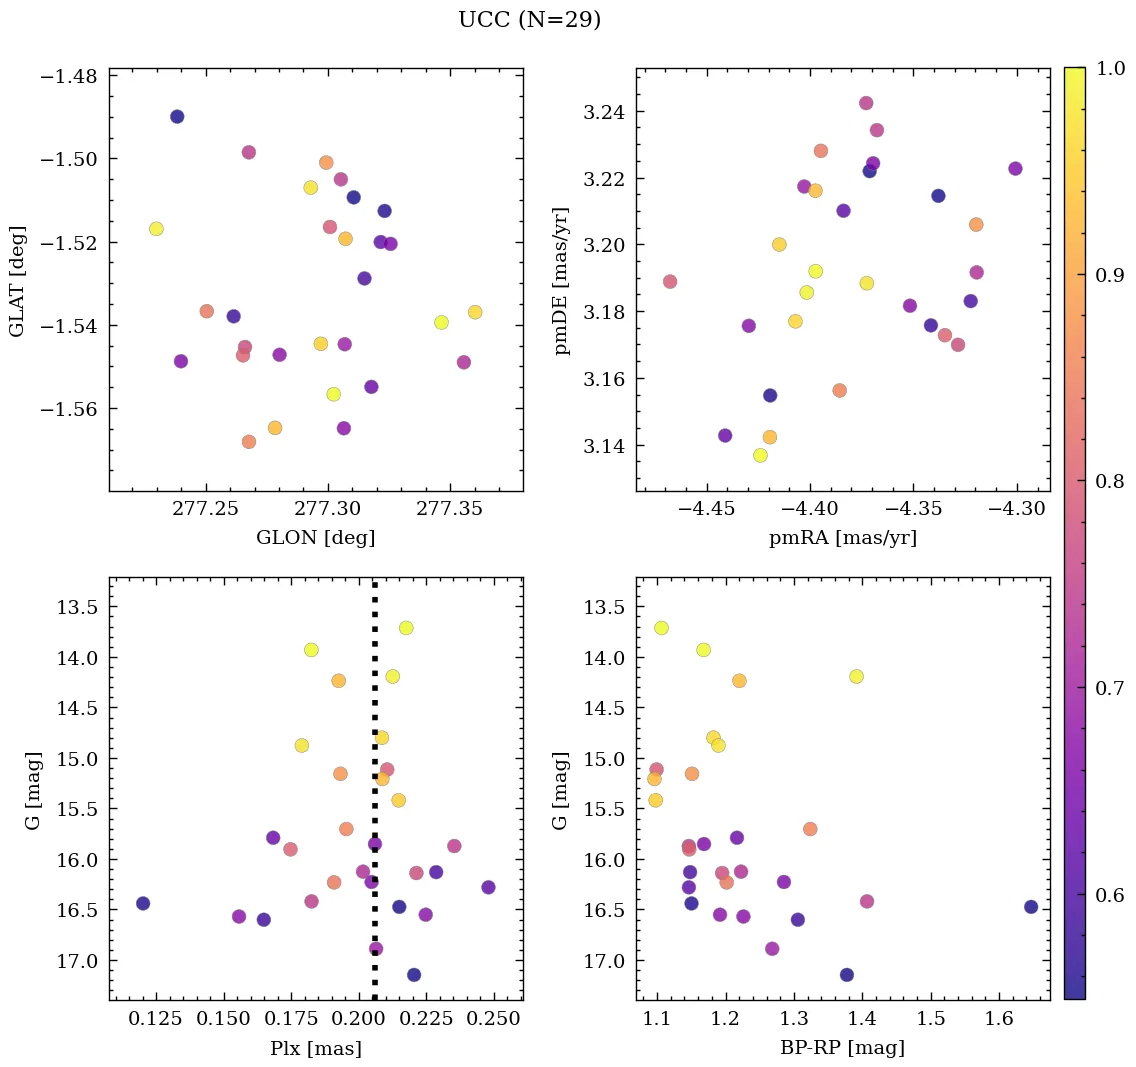 UCC (N=29)
−1.48
−1.50
−1.52
−1.54
−1.56
GLAT [deg]
277.25 277.30 277.35
GLON [deg]
3.24
3.22
3.20
3.18
3.16
3.14
pmDE [mas/yr]
−4.45 −4.40 −4.35 −4.30
pmRA [mas/yr]
1.0
0.9
0.8
0.7
0.6
13.5
14.0
14.5
15.0
15.5
16.0
16.5
17.0
G [mag]
0.125 0.150 0.175 0.200 0.225 0.250
Plx [mas]
13.5
14.0
14.5
15.0
15.5
16.0
16.5
17.0
G [mag]
1.1 1.2 1.3 1.4 1.5 1.6
BP-RP [mag]